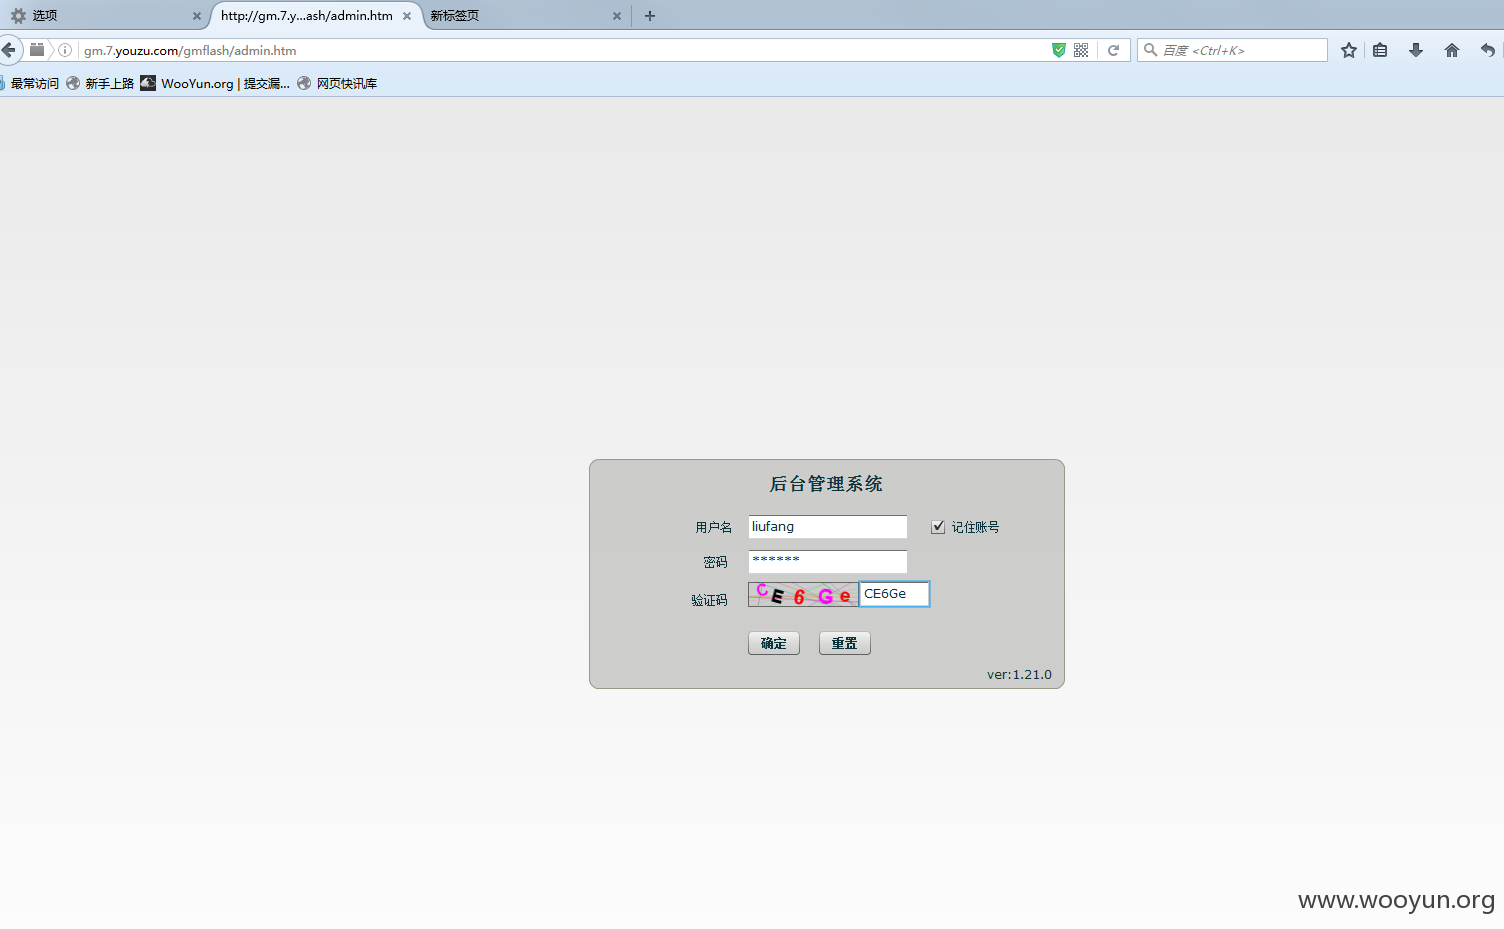 选项
http://gm.7.y...ash/admin.htm
新标签页
gm.7.youzu.com/gmflash/admin.htm
百度 <Ctrl+K>
最常访问
新手上路
WooYun.org | 提交漏...
网页快讯库
后台管理系统
用户名
liufang
记住账号
密码
******
验证码
CE6Ge
CE6Ge
确定
重置
ver:1.21.0
www.wooyun.org